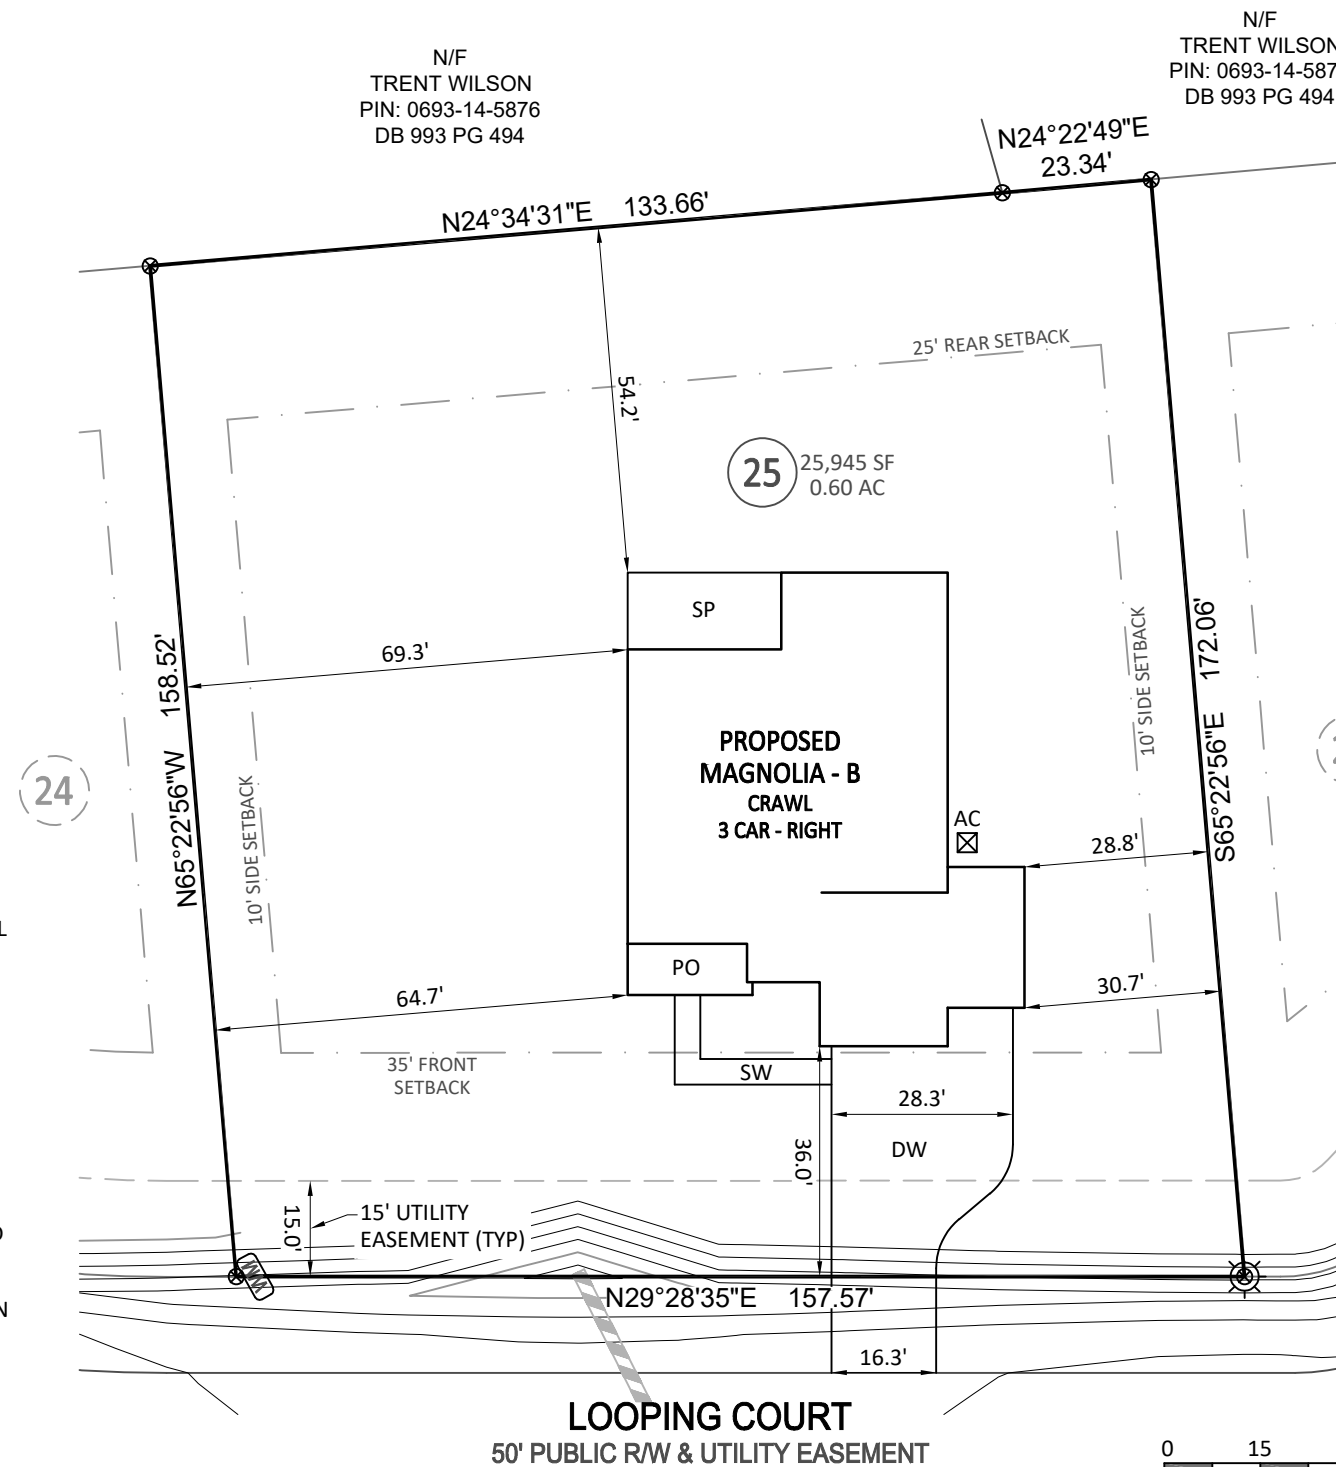 N/F
TRENT WILSON
PIN: 0693-14-5876
DB 993 PG 494
N/F
TRENT WILSON
PIN: 0693-14-587
DB 993 PG 494
N24°22'49"E
23.34'
N24°34'31"E 133.66'
25' REAR SETBACK
54.2'
25
25,945 SF
0.60 AC
SP
69.3'
N65°22'56"W 158.52'
10' SIDE SETBACK
S65°22'56"E 172.06'
10' SIDE SETBACK
24
PROPOSED
MAGNOLIA - B
CRAWL
3 CAR - RIGHT
AC
28.8'
L
PO
64.7'
30.7'
35' FRONT
SETBACK
SW
28.3'
DW
36.0'
15.0'
15' UTILITY
EASEMENT (TYP)
N
N29°28'35"E 157.57'
16.3'
LOOPING COURT
50' PUBLIC R/W & UTILITY EASEMENT
0 15